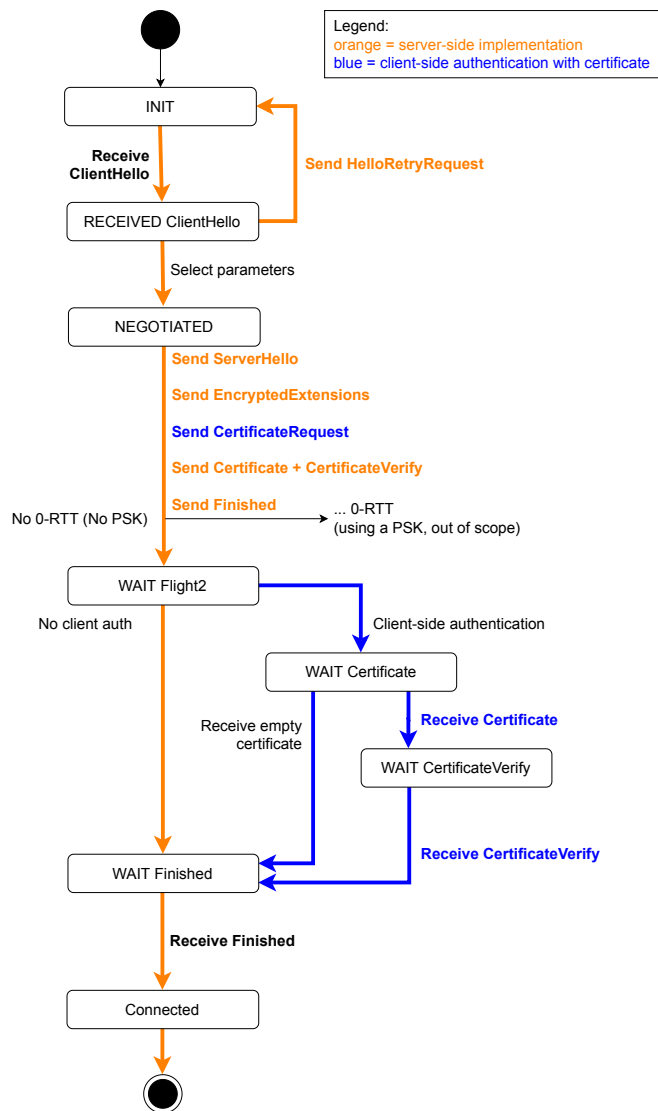 Legend:
orange = server-side implementation
blue = client-side authentication with certificate
INIT
Receive
ClientHello
Send HelloRetryRequest
RECEIVED ClientHello
Select parameters
NEGOTIATED
Send ServerHello
Send EncryptedExtensions
Send CertificateRequest
Send Certificate + CertificateVerify
Send Finished
No 0-RTT (No PSK)
... 0-RTT
(using a PSK, out of scope)
WAIT Flight2
No client auth
Client-side authentication
WAIT Certificate
Receive empty
certificate
Receive Certificate
WAIT CertificateVerify
Receive CertificateVerify
WAIT Finished
Receive Finished
Connected